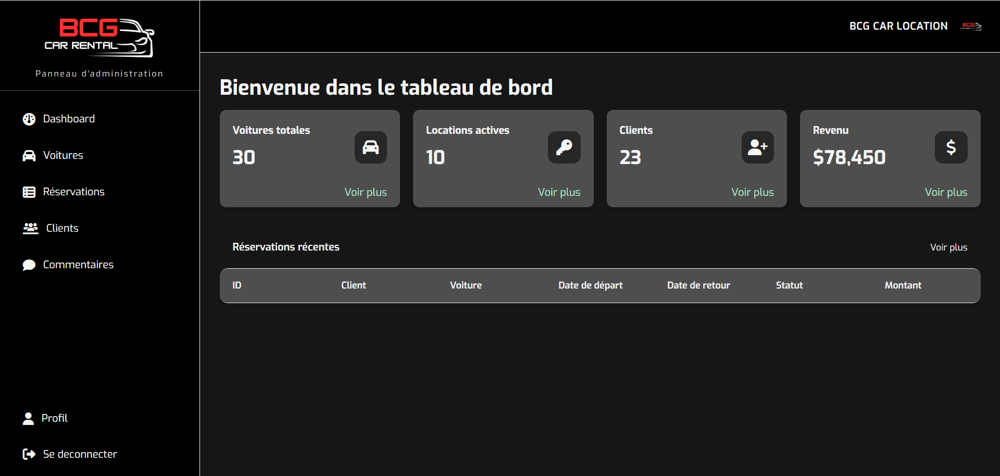 BCG
CAR RENTAL
Panneau d'administration
Dashboard
Voitures
Réservations
Clients
Commentaires
Profil
Se deconnecter
BCG CAR LOCATION
BCG
Bienvenue dans le tableau de bord
Voitures totales
30
Voir plus
Locations actives
10
Voir plus
Clients
23
Voir plus
Revenu
$78,450
Voir plus
Réservations récentes
Voir plus
ID Client Voiture Date de départ Date de retour Statut Montant